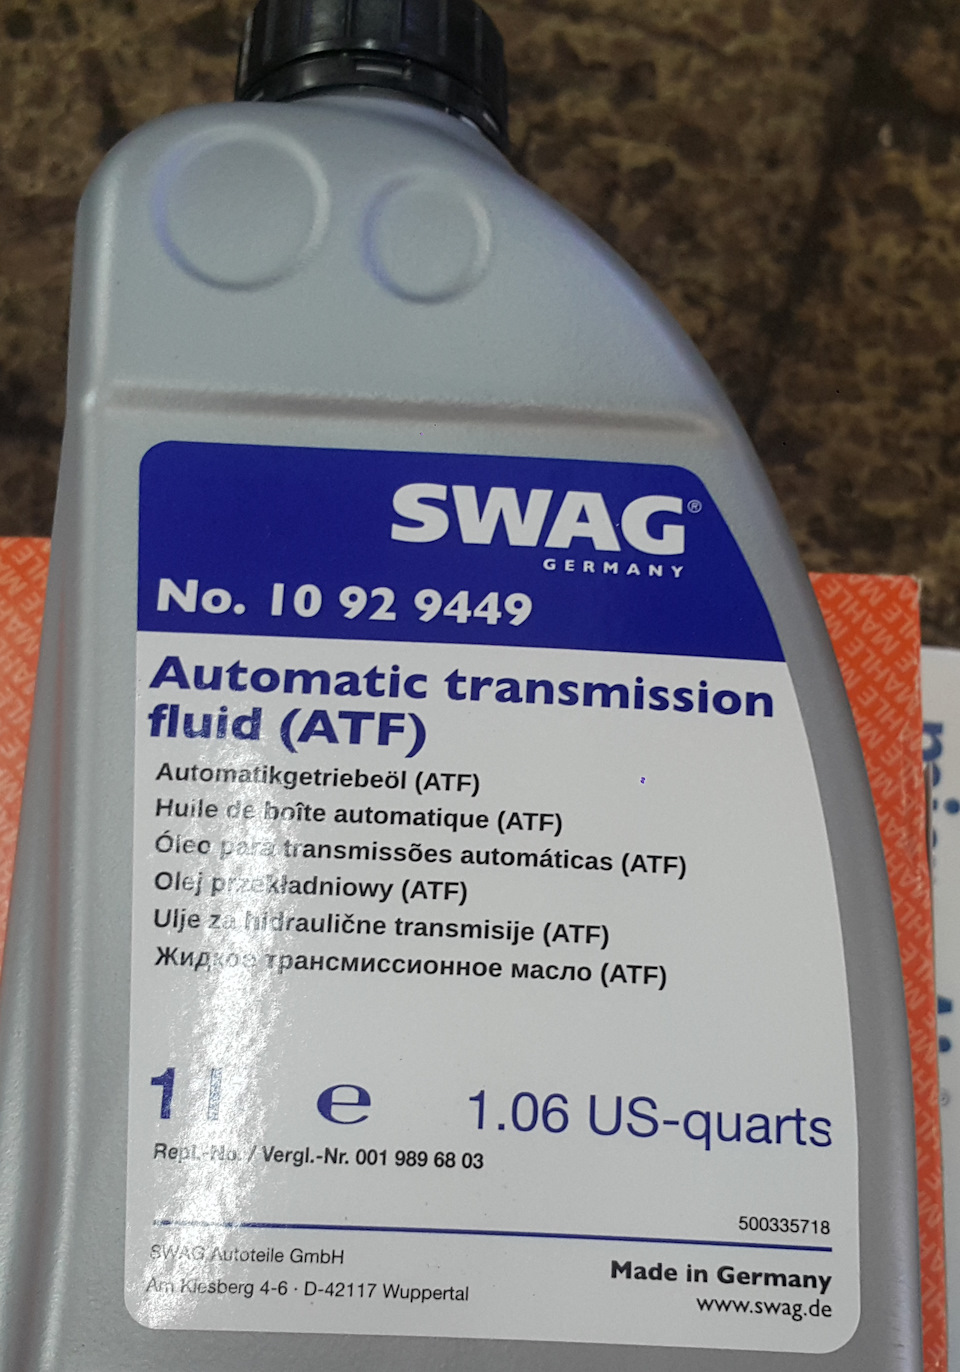 SWAG®
GERMANY
No. 10 92 9449
Automatic transmission
fluid (ATF)
Automatikgetriebeöl (ATF)
Huile de boîte automatique (ATF)
Óleo para transmissões automáticas (ATF)
Olej przekładniowy (ATF)
Ulje za hidraulične transmisije (ATF)
Жидкое трансмиссионное масло (ATF)
1 l e 1.06 US-quarts
Repl.-No. / Vergl.-Nr. 001 989 68 03
500335718
SWAG Autoteile GmbH
Am Kiesberg 4-6 · D-42117 Wuppertal
Made in Germany
www.swag.de
MAHLE